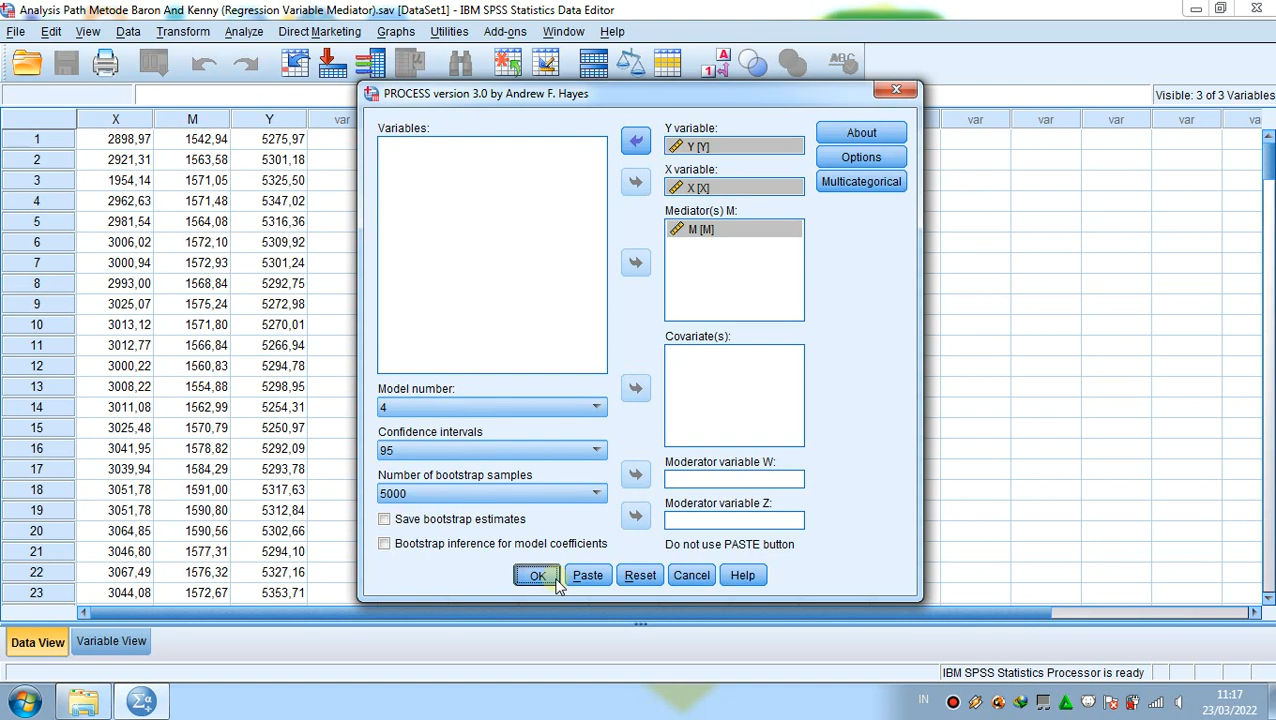 Analysis Path Metode Baron And Kenny (Regression Variable Mediator).sav [DataSet1] - IBM SPSS Statistics Data Editor
File Edit View Data Transform Analyze Direct Marketing Graphs Utilities Add-ons Window Help
Visible: 3 of 3 Variables
X M Y var var var var va
1 2898,97 1542,94 5275,97
2 2921,31 1563,58 5301,18
3 1954,14 1571,05 5325,50
4 2962,63 1571,48 5347,02
5 2981,54 1564,08 5316,36
6 3006,02 1572,10 5309,92
7 3000,94 1572,93 5301,24
8 2993,00 1568,84 5292,75
9 3025,07 1575,24 5272,98
10 3013,12 1571,80 5270,01
11 3012,77 1566,84 5266,94
12 3000,22 1560,83 5294,78
13 3008,22 1554,88 5298,95
14 3011,08 1562,99 5254,31
15 3025,48 1570,79 5250,97
16 3041,95 1578,82 5292,09
17 3039,94 1584,29 5293,78
18 3051,78 1591,00 5317,63
19 3051,78 1590,80 5312,84
20 3064,85 1590,56 5302,66
21 3046,80 1577,31 5294,10
22 3067,49 1576,32 5327,16
23 3044,08 1572,67 5353,71
PROCESS version 3.0 by Andrew F. Hayes
Variables:
Y variable:
Y [Y]
X variable:
X [X]
Mediator(s) M:
M [M]
Covariate(s):
Moderator variable W:
Moderator variable Z:
Do not use PASTE button
About
Options
Multicategorical
Model number:
4
Confidence intervals
95
Number of bootstrap samples
5000
Save bootstrap estimates
Bootstrap inference for model coefficients
OK Paste Reset Cancel Help
Data View Variable View
IBM SPSS Statistics Processor is ready
IN
11:17
23/03/2022